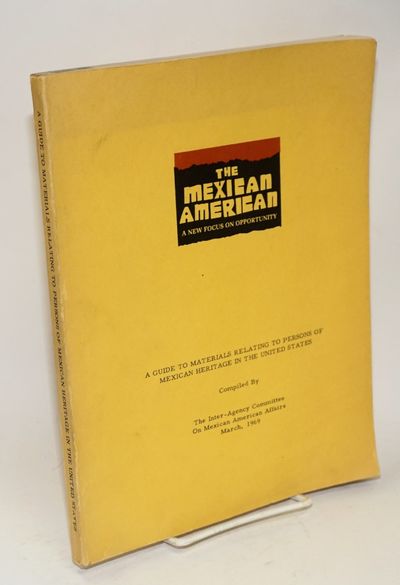 A GUIDE TO MATERIALS RELATING TO PERSONS OF MEXICAN HERITAGE IN THE UNITED STATES
THE
MEXICAN
AMERICAN
A NEW FOCUS ON OPPORTUNITY
A GUIDE TO MATERIALS RELATING TO PERSONS OF
MEXICAN HERITAGE IN THE UNITED STATES
Compiled By
The Inter-Agency Committee
On Mexican American Affairs
March, 1969